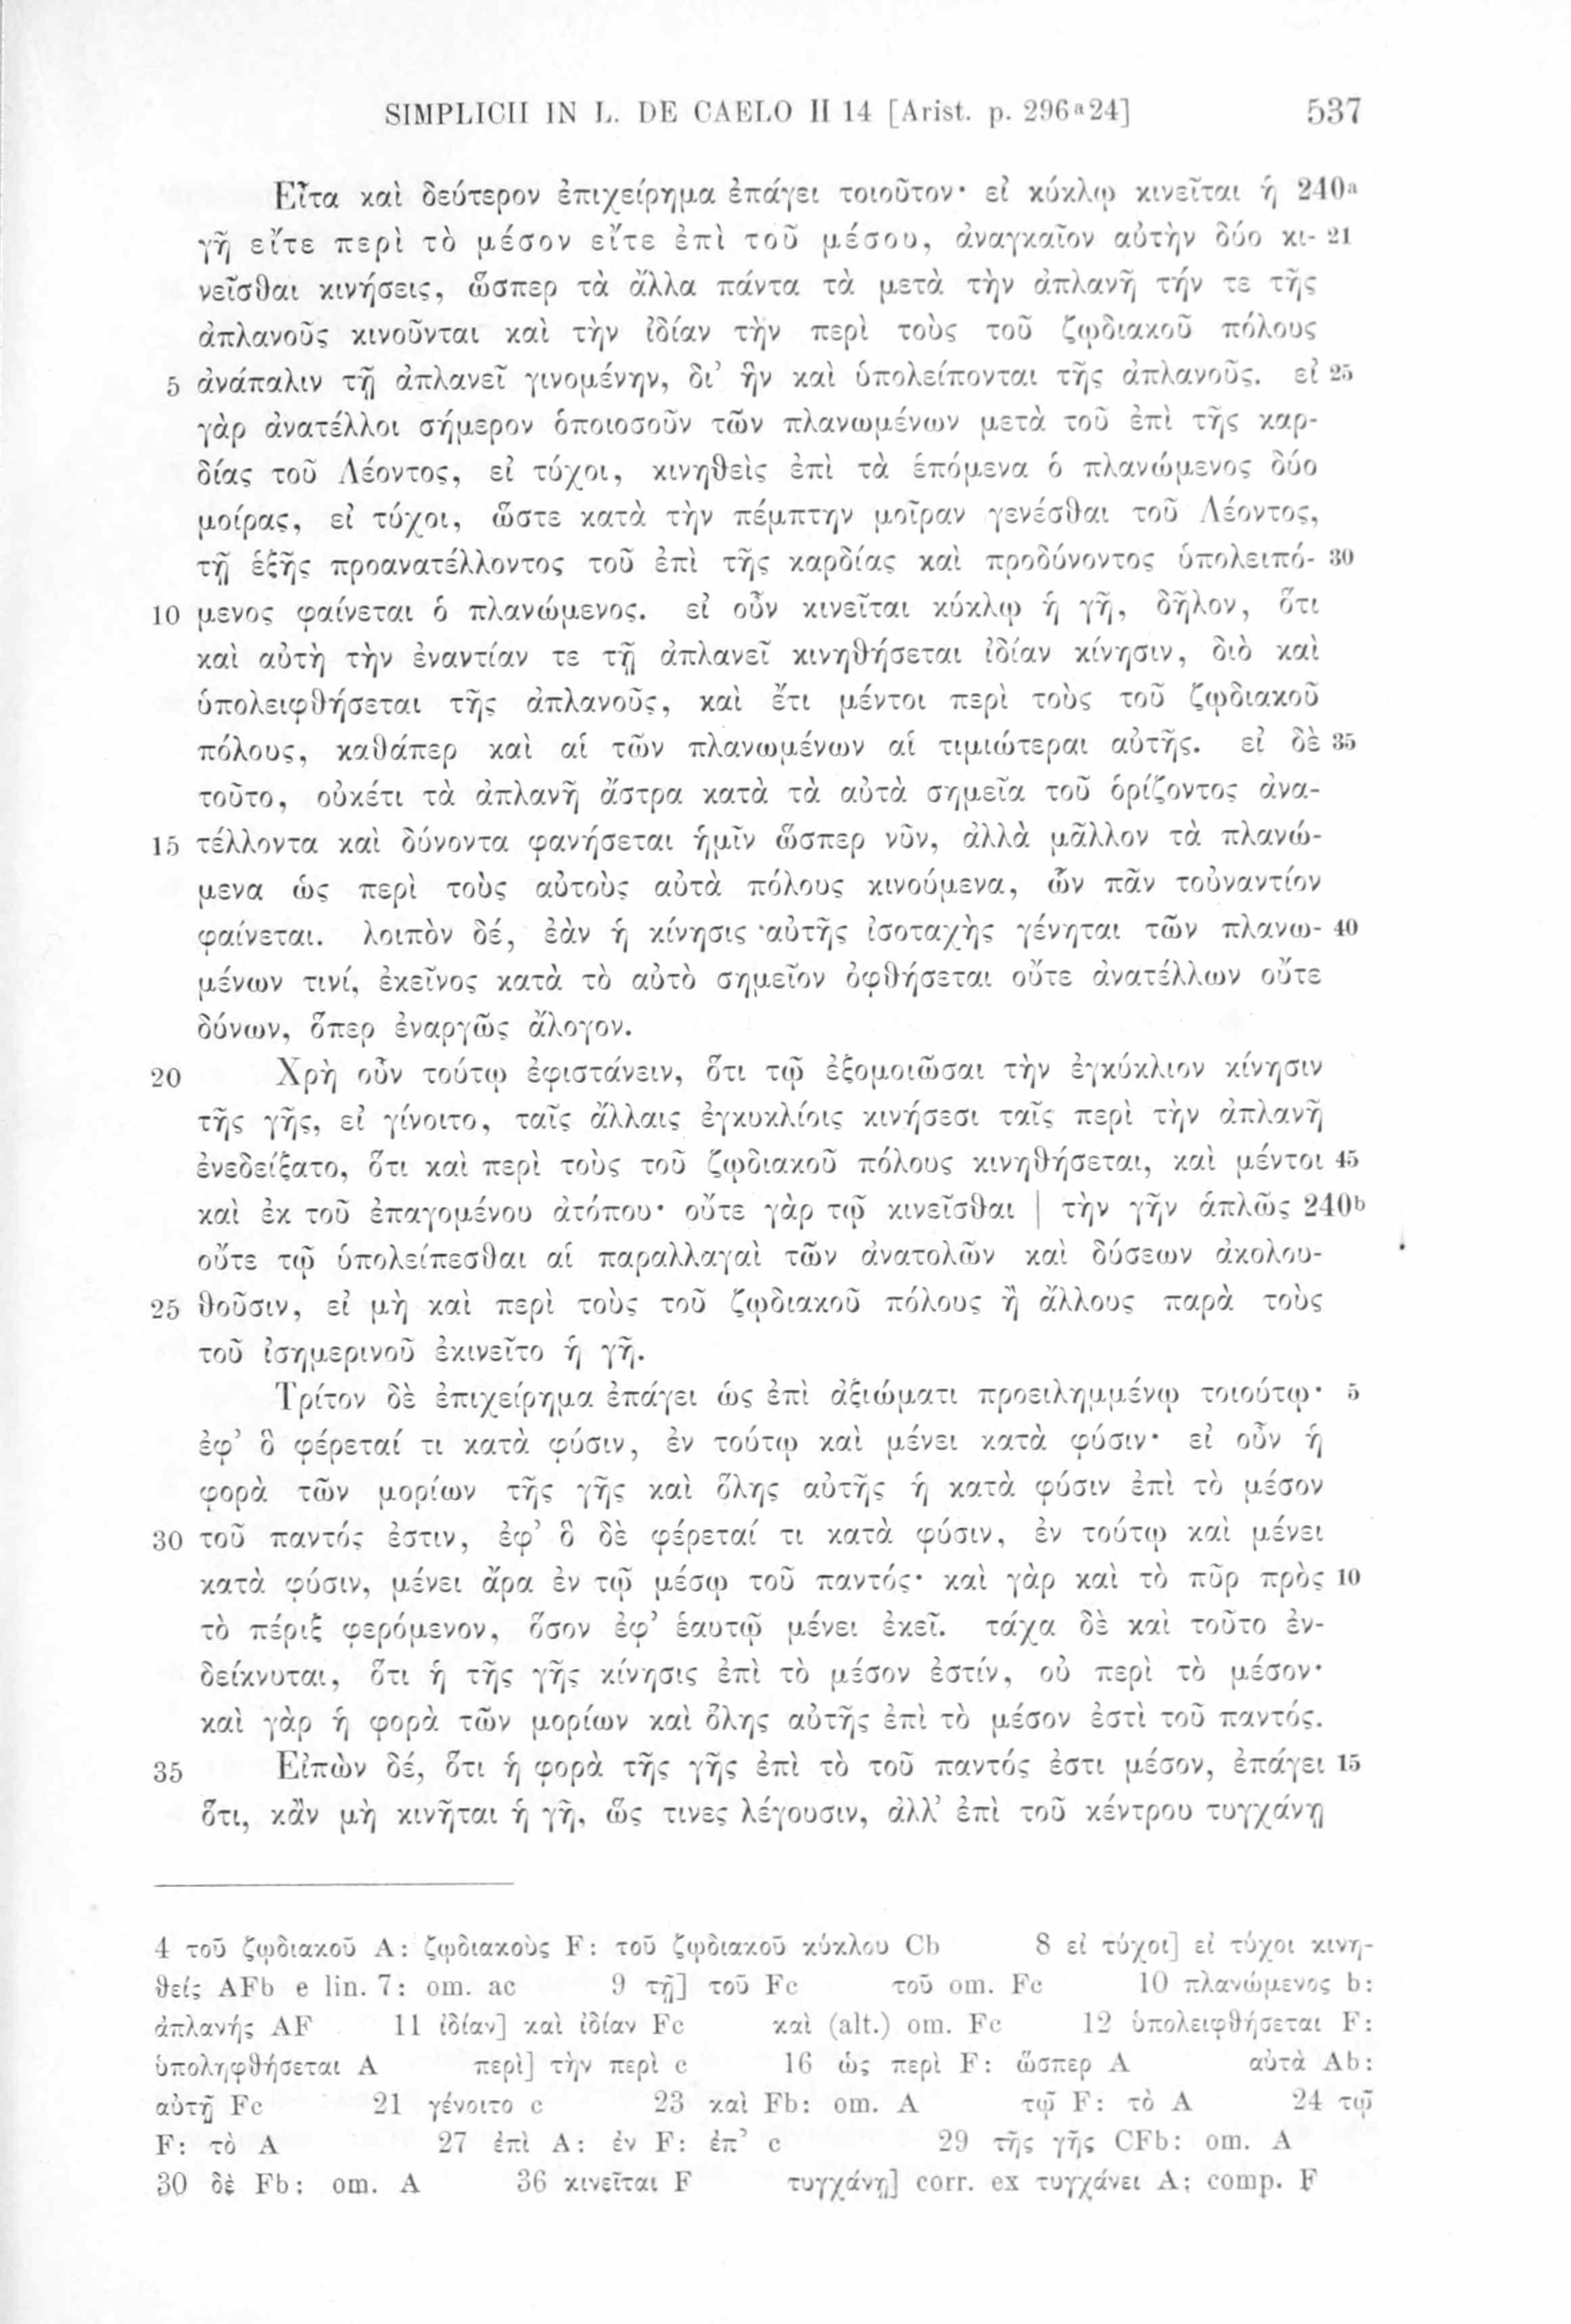 SIMPLICII IN L. DE CAELO II 14 [Arist. p. 296ª24] 537
Εἶτα καὶ δεύτερον ἐπιχείρημα ἐπάγει τοιοῦτον· εἰ κύκλῳ κινεῖται ἡ 240ª
γῆ εἴτε περὶ τὸ μέσον εἴτε ἐπὶ τοῦ μέσου, ἀναγκαῖον αὐτὴν δύο κι- 21
νεῖσθαι κινήσεις, ὥσπερ τὰ ἄλλα πάντα τὰ μετὰ τὴν ἀπλανῆ τήν τε τῆς
ἀπλανοῦς κινοῦνται καὶ τὴν ἰδίαν τὴν περὶ τοὺς τοῦ ζῳδιακοῦ πόλους
5 ἀνάπαλιν τῇ ἀπλανεῖ γινομένην, δι’ ἣν καὶ ὑπολείπονται τῆς ἀπλανοῦς. εἰ 25
γὰρ ἀνατέλλοι σήμερον ὁποιοσοῦν τῶν πλανωμένων μετὰ τοῦ ἐπὶ τῆς καρ-
δίας τοῦ Λέοντος, εἰ τύχοι, κινηθεὶς ἐπὶ τὰ ἑπόμενα ὁ πλανώμενος δύο
μοίρας, εἰ τύχοι, ὥστε κατὰ τὴν πέμπτην μοῖραν γενέσθαι τοῦ Λέοντος,
τῇ ἑξῆς προανατέλλοντος τοῦ ἐπὶ τῆς καρδίας καὶ προδύνοντος ὑπολειπό- 30
10 μενος φαίνεται ὁ πλανώμενος. εἰ οὖν κινεῖται κύκλῳ ἡ γῆ, δῆλον, ὅτι
καὶ αὐτὴ τὴν ἐναντίαν τε τῇ ἀπλανεῖ κινηθήσεται ἰδίαν κίνησιν, διὸ καὶ
ὑπολειφθήσεται τῆς ἀπλανοῦς, καὶ ἔτι μέντοι περὶ τοὺς τοῦ ζῳδιακοῦ
πόλους, καθάπερ καὶ αἱ τῶν πλανωμένων αἱ τιμιώτεραι αὐτῆς. εἰ δὲ 35
τοῦτο, οὐκέτι τὰ ἀπλανῆ ἄστρα κατὰ τὰ αὐτὰ σημεῖα τοῦ ὁρίζοντος ἀνα-
15 τέλλοντα καὶ δύνοντα φανήσεται ἡμῖν ὥσπερ νῦν, ἀλλὰ μᾶλλον τὰ πλανώ-
μενα ὡς περὶ τοὺς αὐτοὺς αὐτὰ πόλους κινούμενα, ὧν πᾶν τοὐναντίον
φαίνεται. λοιπὸν δέ, ἐὰν ἡ κίνησις αὐτῆς ἰσοταχὴς γένηται τῶν πλανω- 40
μένων τινί, ἐκεῖνος κατὰ τὸ αὐτὸ σημεῖον ὀφθήσεται οὔτε ἀνατέλλων οὔτε
δύνων, ὅπερ ἐναργῶς ἄλογον.
20 Χρὴ οὖν τούτῳ ἐφιστάνειν, ὅτι τῷ ἐξομοιῶσαι τὴν ἐγκύκλιον κίνησιν
τῆς γῆς, εἰ γίνοιτο, ταῖς ἄλλαις ἐγκυκλίοις κινήσεσι ταῖς περὶ τὴν ἀπλανῆ
ἐνεδείξατο, ὅτι καὶ περὶ τοὺς τοῦ ζῳδιακοῦ πόλους κινηθήσεται, καὶ μέντοι 45
καὶ ἐκ τοῦ ἐπαγομένου ἀτόπου· οὔτε γὰρ τῷ κινεῖσθαι | τὴν γῆν ἁπλῶς 240ᵇ
οὔτε τῷ ὑπολείπεσθαι αἱ παραλλαγαὶ τῶν ἀνατολῶν καὶ δύσεων ἀκολου-
25 θοῦσιν, εἰ μὴ καὶ περὶ τοὺς τοῦ ζῳδιακοῦ πόλους ἢ ἄλλους παρὰ τοὺς
τοῦ ἰσημερινοῦ ἐκινεῖτο ἡ γῆ.
Τρίτον δὲ ἐπιχείρημα ἐπάγει ὡς ἐπὶ ἀξιώματι προειλημμένῳ τοιούτῳ· 5
ἐφ’ ὃ φέρεταί τι κατὰ φύσιν, ἐν τούτῳ καὶ μένει κατὰ φύσιν· εἰ οὖν ἡ
φορὰ τῶν μορίων τῆς γῆς καὶ ὅλης αὐτῆς ἡ κατὰ φύσιν ἐπὶ τὸ μέσον
30 τοῦ παντός ἐστιν, ἐφ’ ὃ δὲ φέρεταί τι κατὰ φύσιν, ἐν τούτῳ καὶ μένει
κατὰ φύσιν, μένει ἄρα ἐν τῷ μέσῳ τοῦ παντός· καὶ γὰρ καὶ τὸ πῦρ πρὸς 10
τὸ πέριξ φερόμενον, ὅσον ἐφ’ ἑαυτῷ μένει ἐκεῖ. τάχα δὲ καὶ τοῦτο ἐν-
δείκνυται, ὅτι ἡ τῆς γῆς κίνησις ἐπὶ τὸ μέσον ἐστίν, οὐ περὶ τὸ μέσον·
καὶ γὰρ ἡ φορὰ τῶν μορίων καὶ ὅλης αὐτῆς ἐπὶ τὸ μέσον ἐστὶ τοῦ παντός.
35 Εἰπὼν δέ, ὅτι ἡ φορὰ τῆς γῆς ἐπὶ τὸ τοῦ παντός ἐστι μέσον, ἐπάγει 15
ὅτι, κἂν μὴ κινῆται ἡ γῆ, ὥς τινες λέγουσιν, ἀλλ’ ἐπὶ τοῦ κέντρου τυγχάνῃ
4 τοῦ ζῳδιακοῦ A: ζῳδιακοὺς F: τοῦ ζῳδιακοῦ κύκλου Cb 8 εἰ τύχοι] εἰ τύχοι κινη-
θείς AFb e lin. 7: om. ac 9 τῇ] τοῦ Fc τοῦ om. Fc 10 πλανώμενος b:
ἀπλανής AF 11 ἰδίαν] καὶ ἰδίαν Fc καὶ (alt.) om. Fc 12 ὑπολειφθήσεται F:
ὑποληφθήσεται A περὶ] τὴν περὶ c 16 ὡς περὶ F: ὥσπερ A αὐτὰ Ab:
αὐτῇ Fc 21 γένοιτο c 23 καὶ Fb: om. A τῷ F: τὸ A 24 τῷ
F: τὸ A 27 ἐπὶ A: ἐν F: ἐπ’ c 29 τῆς γῆς CFb: om. A
30 δὲ Fb: om. A 36 κινεῖται F τυγχάνῃ] corr. ex τυγχάνει A; comp. F